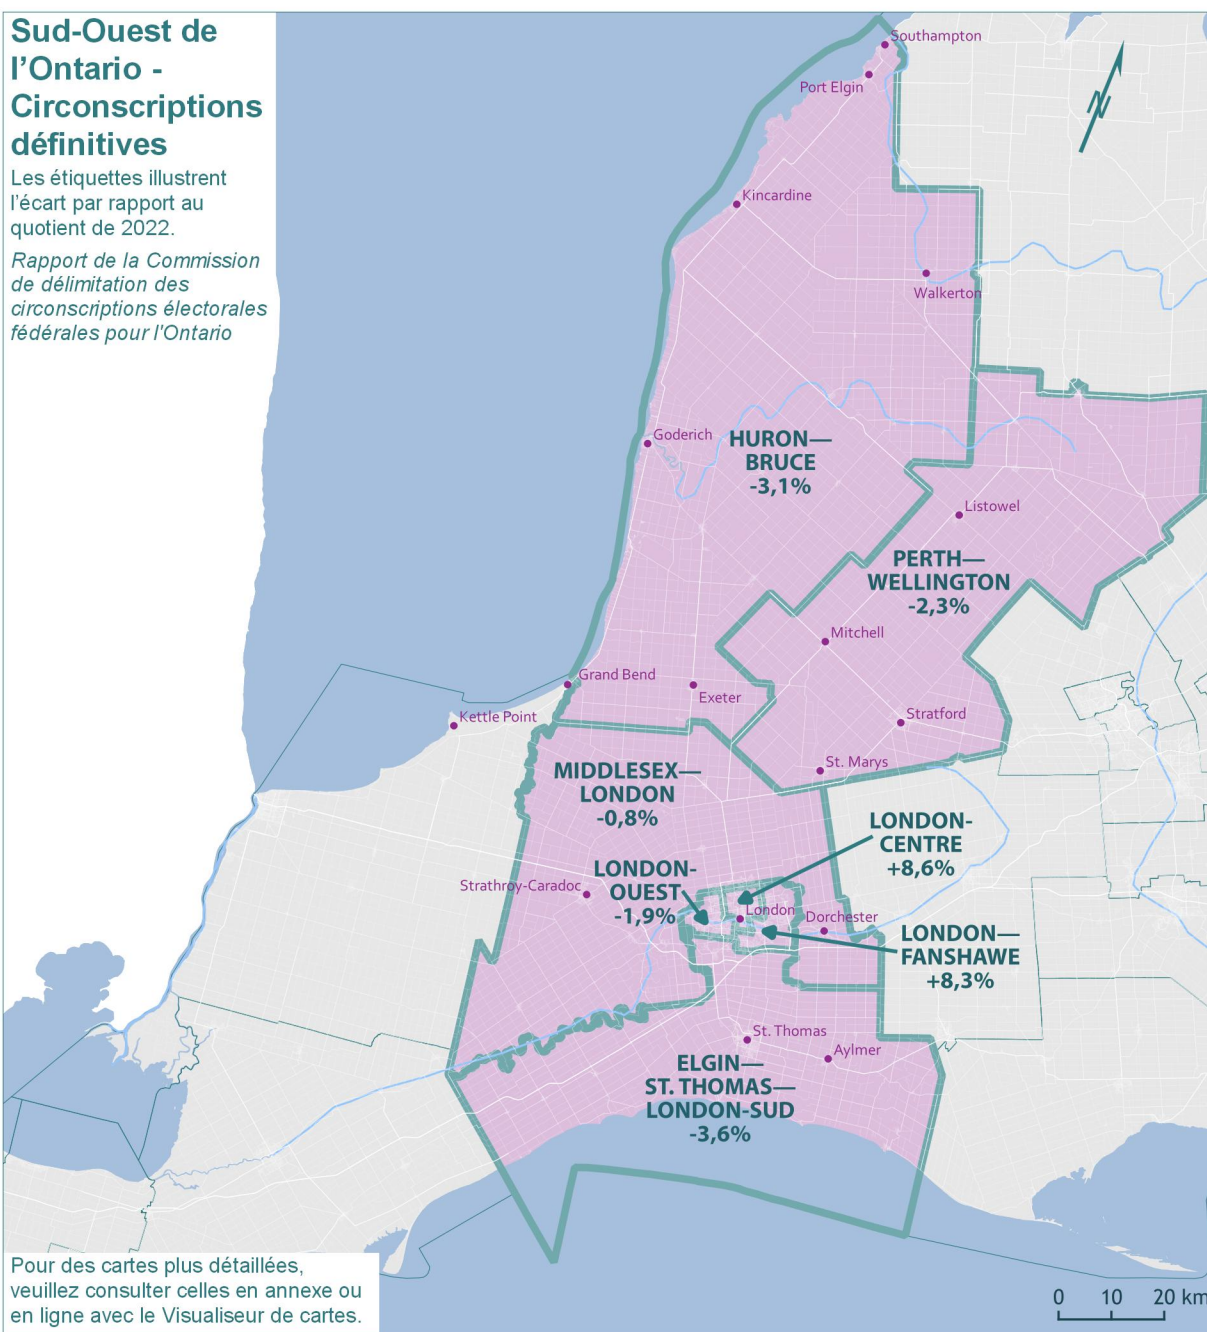 Sud-Ouest de
l’Ontario -
Circonscriptions
définitives
Les étiquettes illustrent
l’écart par rapport au
quotient de 2022.
Rapport de la Commission
de délimitation des
circonscriptions électorales
fédérales pour l'Ontario
Southampton
Port Elgin
N
Kincardine
Walkerton
Goderich
HURON—
BRUCE
-3,1%
Listowel
PERTH—
WELLINGTON
-2,3%
Mitchell
Grand Bend
Exeter
Kettle Point
Stratford
St. Marys
MIDDLESEX—
LONDON
-0,8%
LONDON-
CENTRE
+8,6%
LONDON-
OUEST
-1,9%
Strathroy-Caradoc
London
Dorchester
LONDON—
FANSHAWE
+8,3%
St. Thomas
Aylmer
ELGIN—
ST. THOMAS—
LONDON-SUD
-3,6%
Pour des cartes plus détaillées,
veuillez consulter celles en annexe ou
en ligne avec le Visualiseur de cartes.
0 10 20 km